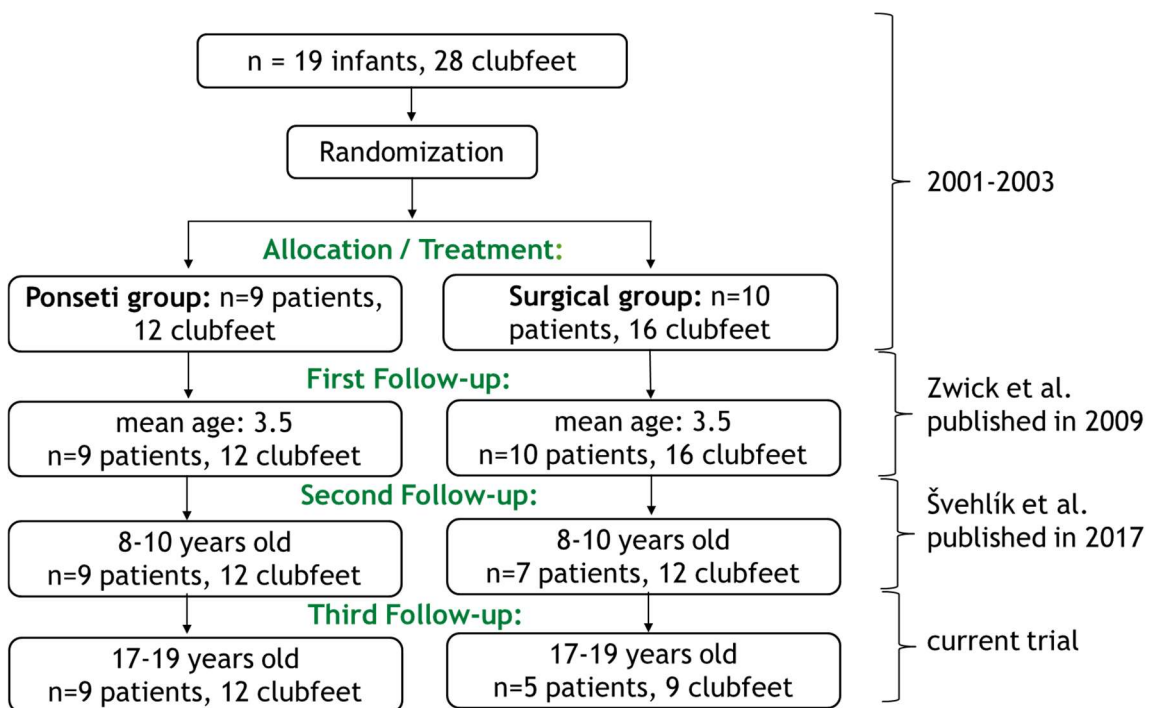 n = 19 infants, 28 clubfeet
Randomization
2001-2003
Allocation / Treatment:
Ponseti group: n=9 patients,
12 clubfeet
Surgical group: n=10
patients, 16 clubfeet
First Follow-up:
mean age: 3.5
n=9 patients, 12 clubfeet
mean age: 3.5
n=10 patients, 16 clubfeet
Zwick et al.
published in 2009
Second Follow-up:
8-10 years old
n=9 patients, 12 clubfeet
8-10 years old
n=7 patients, 12 clubfeet
Švehlík et al.
published in 2017
Third Follow-up:
17-19 years old
n=9 patients, 12 clubfeet
17-19 years old
n=5 patients, 9 clubfeet
current trial